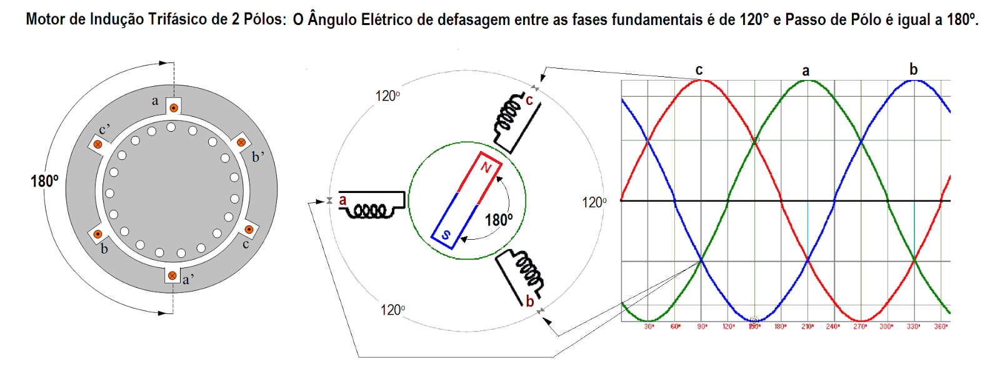 Motor de Indução Trifásico de 2 Pólos: O Ângulo Elétrico de defasagem entre as fases fundamentais é de 120° e Passo de Pólo é igual a 180º.
a
c'
b'
180º
b
c
a'
120º
c
N
a
120º
180º
S
b
120º
c a b
30° 60° 90° 120° 150° 180° 210° 240° 270° 300° 330° 360°